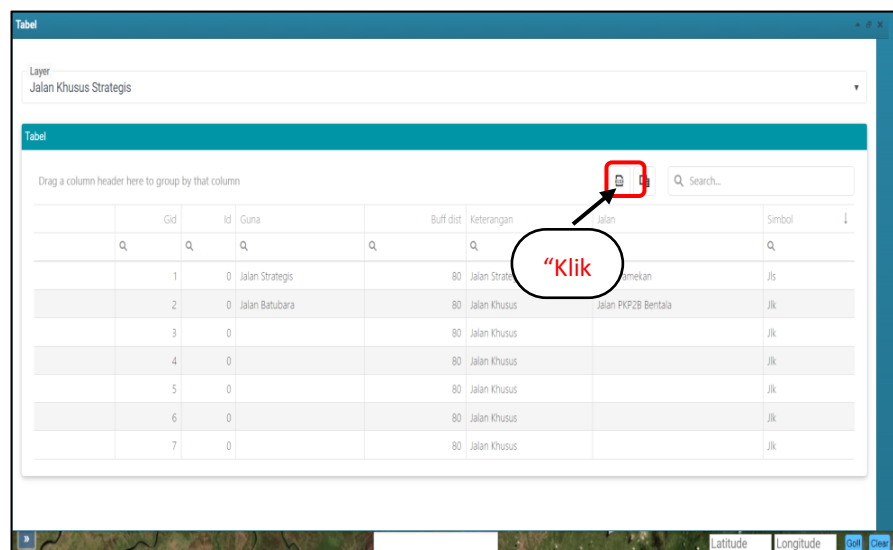 Tabel
Layer
Jalan Khusus Strategis
Tabel
Drag a column header here to group by that column
Search...
Gid Id Guna Buff dist Keterangan Jalan Simbol
1 0 Jalan Strategis 80 Jalan Strateg amekan Jls
2 0 Jalan Batubara 80 Jalan Khusus Jalan PKP2B Bentala Jlk
3 0 80 Jalan Khusus Jlk
4 0 80 Jalan Khusus Jlk
5 0 80 Jalan Khusus Jlk
6 0 80 Jalan Khusus Jlk
7 0 80 Jalan Khusus Jlk
“Klik
» Latitude Longitude Go!! Clear